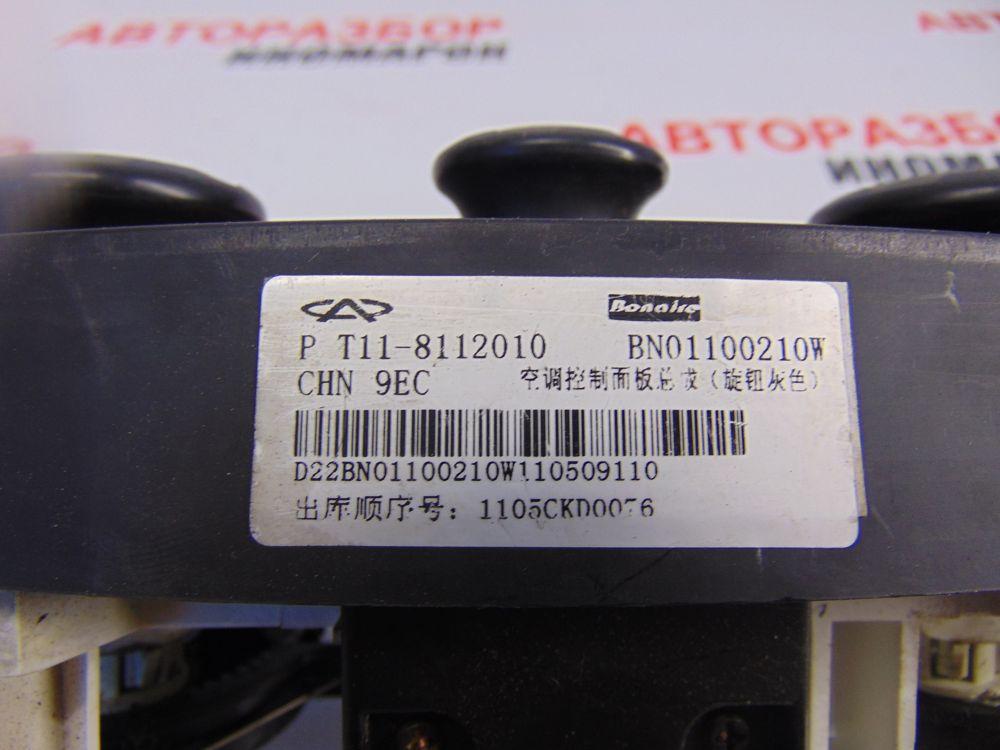 АВТОРАЗБОР
ИНОМАГОН
АВТОРАЗБОР
Bonaire
P T11-8112010 BN01100210W
CHN 9EC 空调控制面板总成（旋钮灰色）
D22BN01100210W110509110
出库顺序号：1105CKD0076